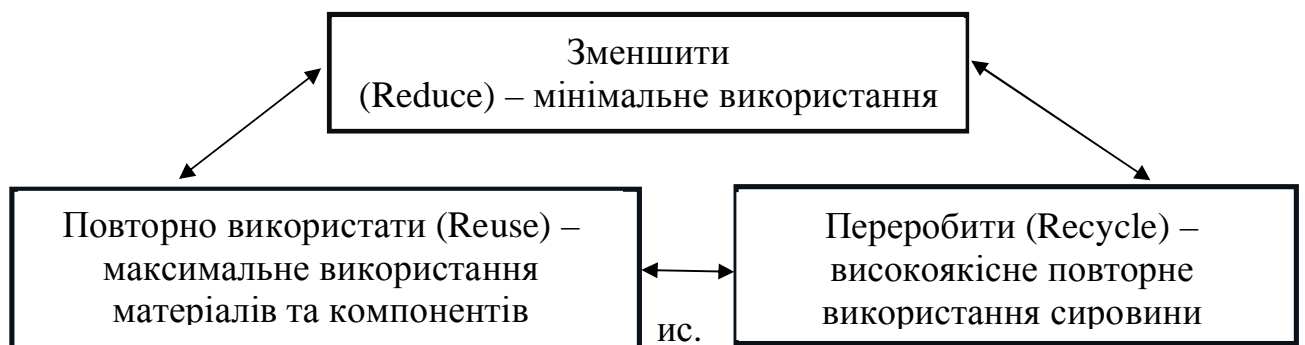 Зменшити
(Reduce) – мінімальне використання
Повторно використати (Reuse) –
максимальне використання
матеріалів та компонентів
Переробити (Recycle) –
високоякісне повторне
використання сировини
ис.